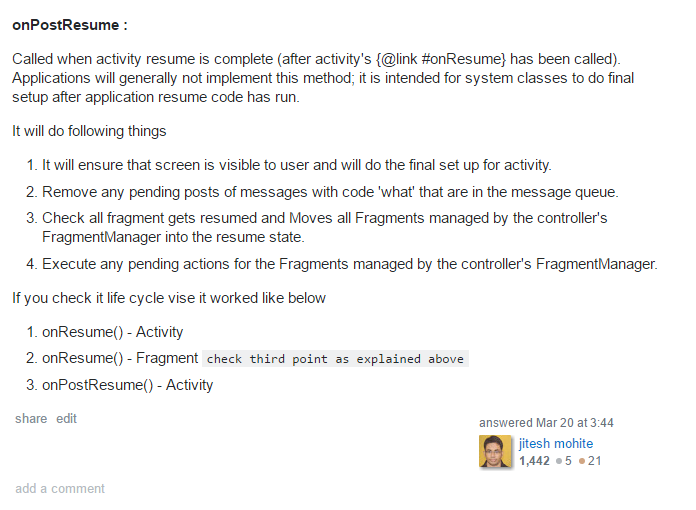 onPostResume :
Called when activity resume is complete (after activity's {@link #onResume} has been called).
Applications will generally not implement this method; it is intended for system classes to do final
setup after application resume code has run.
It will do following things
1. It will ensure that screen is visible to user and will do the final set up for activity.
2. Remove any pending posts of messages with code 'what' that are in the message queue.
3. Check all fragment gets resumed and Moves all Fragments managed by the controller's
FragmentManager into the resume state.
4. Execute any pending actions for the Fragments managed by the controller's FragmentManager.
If you check it life cycle vise it worked like below
1. onResume() - Activity
2. onResume() - Fragment check third point as explained above
3. onPostResume() - Activity
share edit
answered Mar 20 at 3:44
jitesh mohite
1,442 ●5 ●21
add a comment